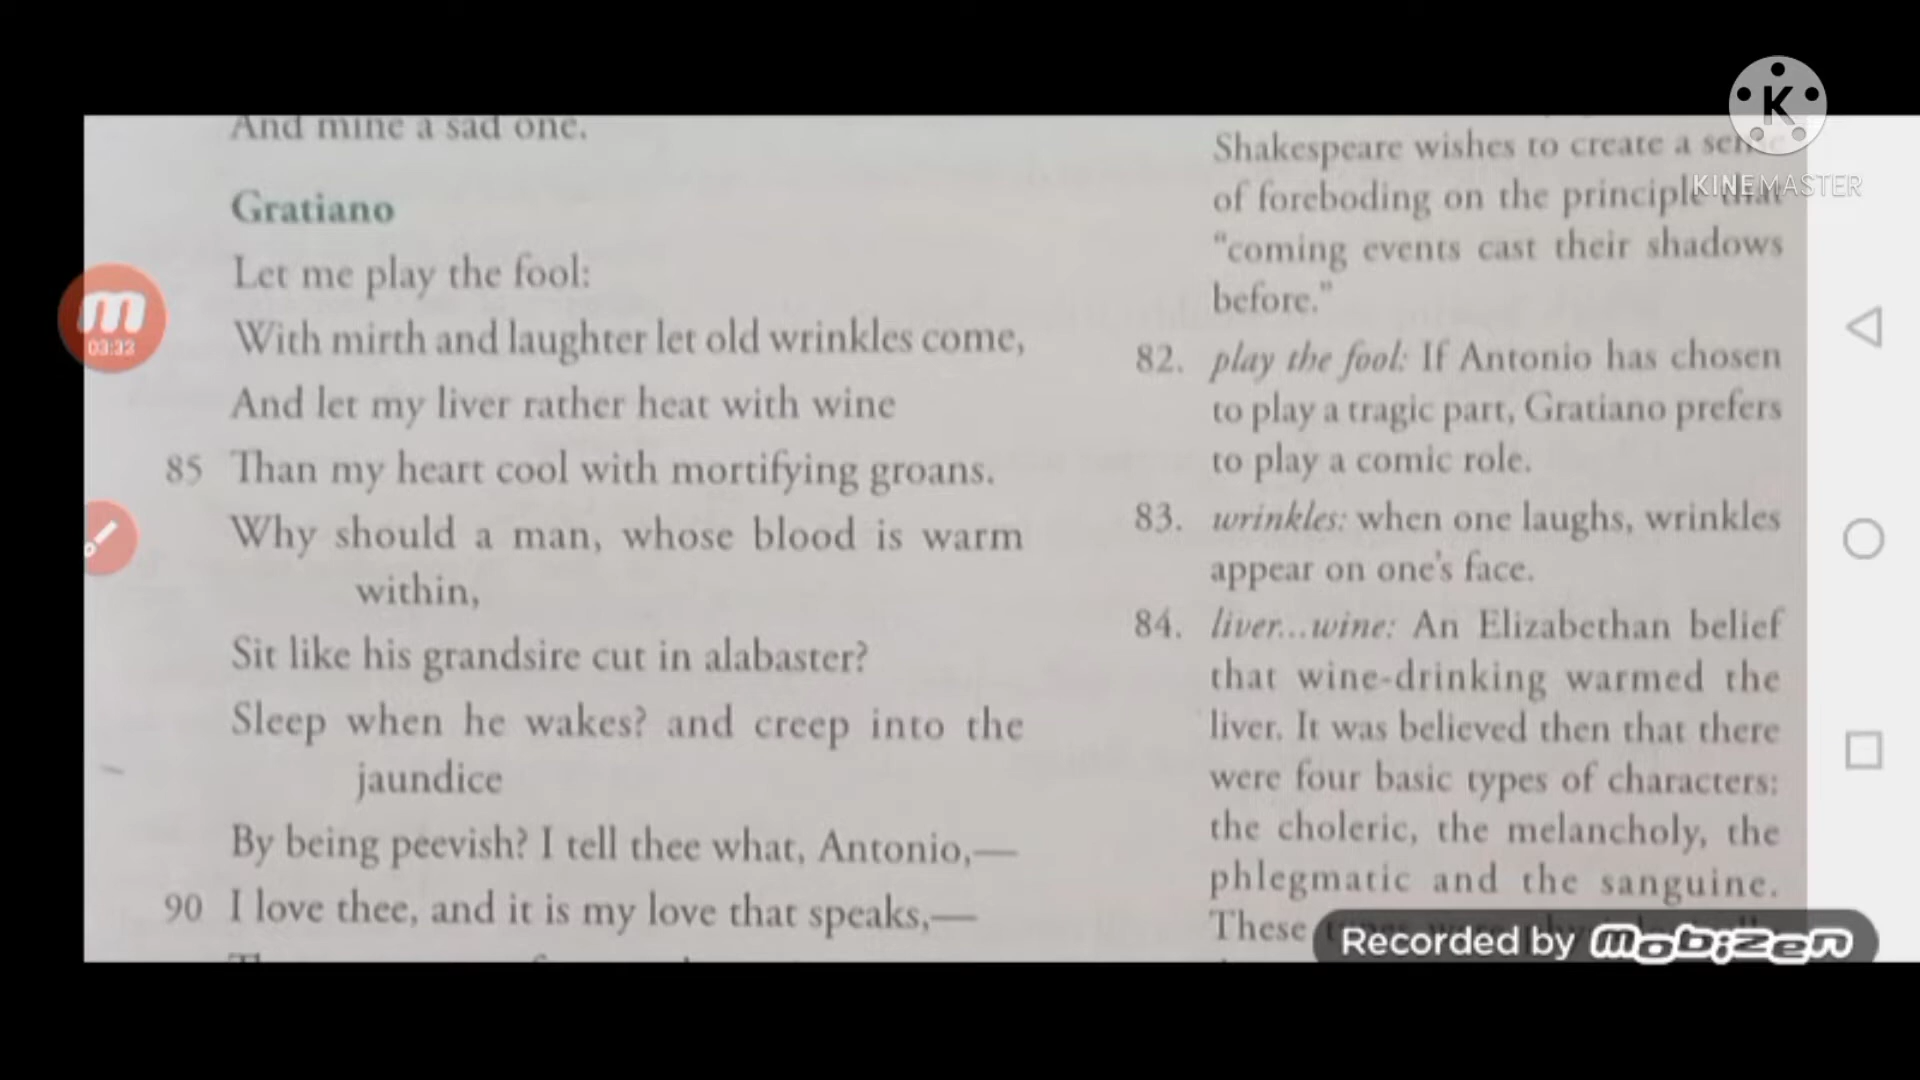 And mine a sad one.
Gratiano
Let me play the fool:
With mirth and laughter let old wrinkles come,
And let my liver rather heat with wine
85 Than my heart cool with mortifying groans.
Why should a man, whose blood is warm
within,
Sit like his grandsire cut in alabaster?
Sleep when he wakes? and creep into the
jaundice
By being peevish? I tell thee what, Antonio,—
90 I love thee, and it is my love that speaks,—
Shakespeare wishes to create a sense
of foreboding on the principle that
“coming events cast their shadows
before.”
82. play the fool: If Antonio has chosen
to play a tragic part, Gratiano prefers
to play a comic role.
83. wrinkles: when one laughs, wrinkles
appear on one's face.
84. liver...wine: An Elizabethan belief
that wine-drinking warmed the
liver. It was believed then that there
were four basic types of characters:
the choleric, the melancholy, the
phlegmatic and the sanguine.
These
K
KINEMASTER
m
03:32
Recorded by mobizen